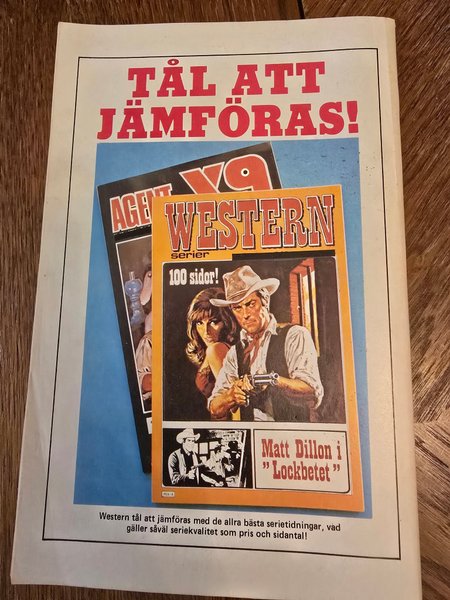 TÅL ATT
JÄMFÖRAS!
AGENT X9
WESTERN
serier
100 sidor!
Matt Dillon i
"Lockbetet"
Western tål att jämföras med de allra bästa serietidningar, vad
gäller såväl seriekvalitet som pris och sidantal!